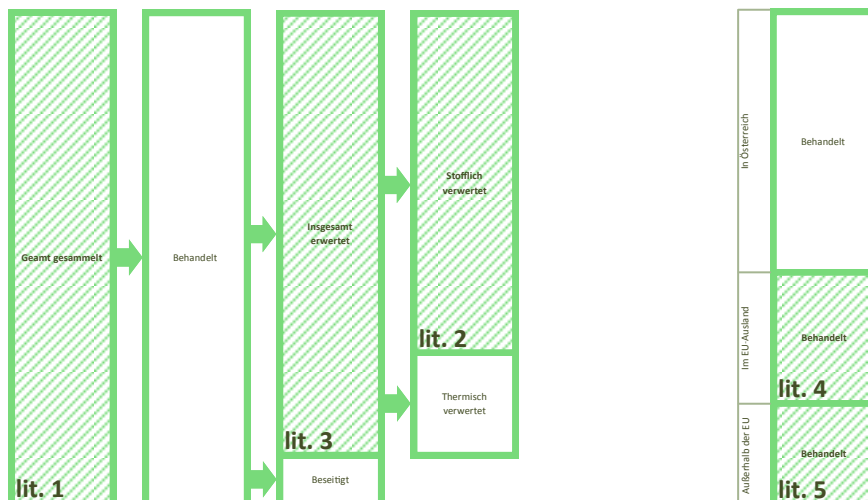 Geamt gesammelt
lit. 1
Behandelt
Insgesamt
erwertet
lit. 3
Beseitigt
Stofflich
verwertet
lit. 2
Thermisch
verwertet
In Österreich
Behandelt
Im EU-Ausland
Behandelt
lit. 4
Außerhalb der EU
Behandelt
lit. 5